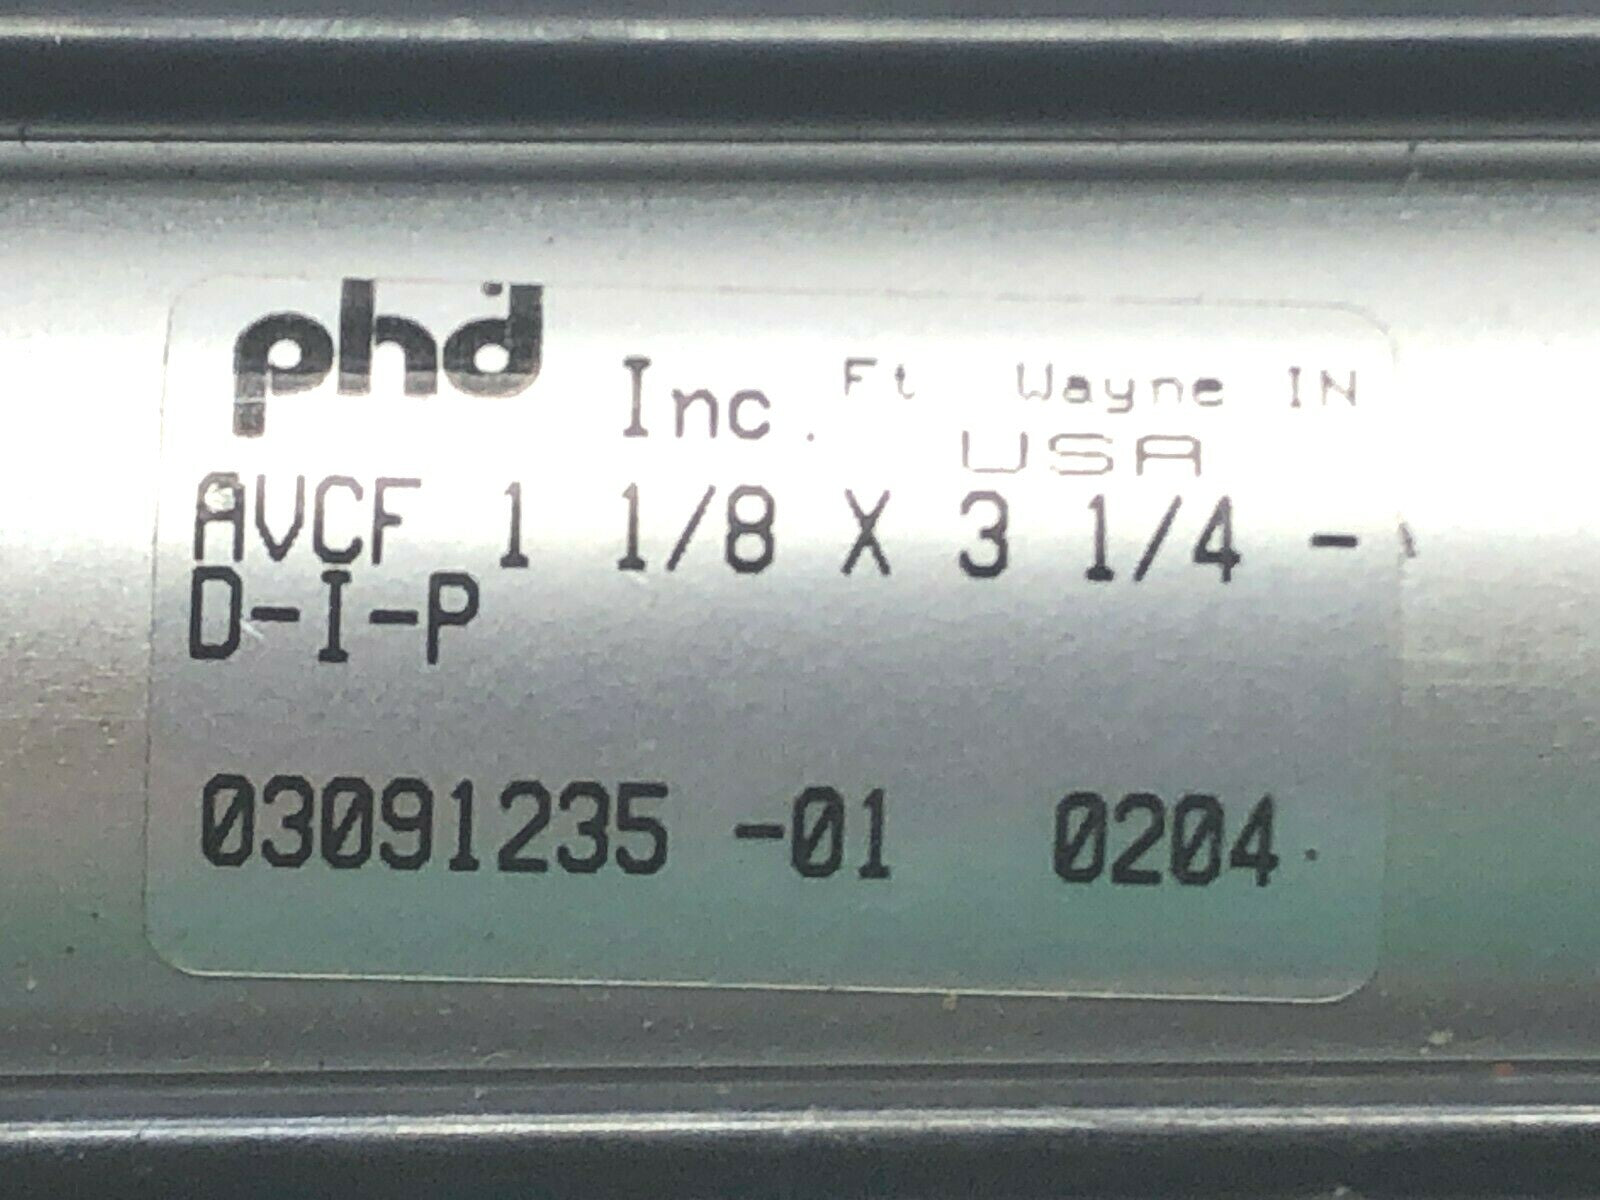 phd Inc. Ft Wayne IN
USA
AVCF 1 1/8 X 3 1/4 -
D-I-P
03091235 -01 0204